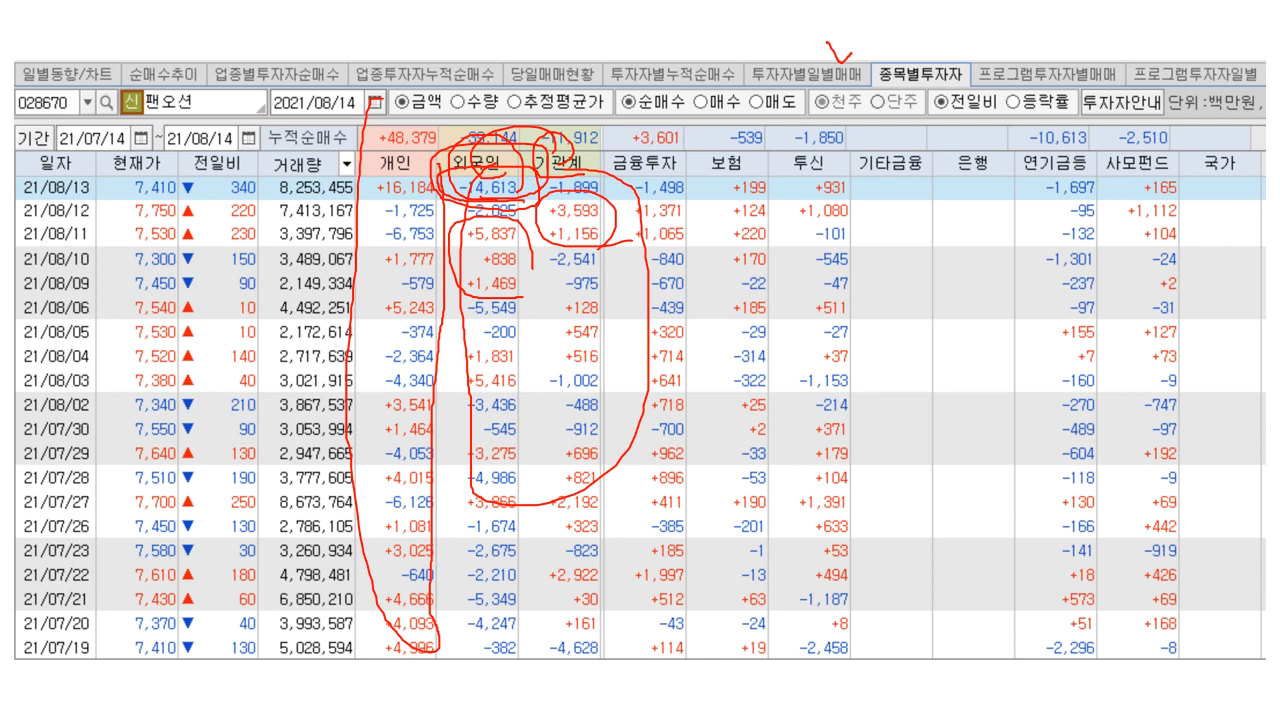 일별동향/차트 순매수추이 업종별투자자순매수 업종투자자누적순매수 당일매매현황 투자자별누적순매수 투자자별일별매매 종목별투자자 프로그램투자자별매매 프로그램투자자일별
028670 신 팬오션 2021/08/14 금액 수량 추정평균가 순매수 매수 매도 천주 단주 전일비 등락률 투자자안내 단위:백만원,
기간 21/07/14 ~ 21/08/14 누적순매수 +48,379 -39,144 -11,912 +3,601 -539 -1,850 -10,613 -2,510
일자 현재가 전일비 거래량 ▼ 개인 외국인 기관계 금융투자 보험 투신 기타금융 은행 연기금등 사모펀드 국가
21/08/13 7,410 ▼ 340 8,253,455 +16,184 -14,613 -1,899 -1,498 +199 +931 -1,697 +165
21/08/12 7,750 ▲ 220 7,413,167 -1,725 -2,025 +3,593 +1,371 +124 +1,080 -95 +1,112
21/08/11 7,530 ▲ 230 3,397,796 -6,753 +5,837 +1,156 +1,065 +220 -101 -132 +104
21/08/10 7,300 ▼ 150 3,489,067 +1,777 +838 -2,541 -840 +170 -545 -1,301 -24
21/08/09 7,450 ▼ 90 2,149,334 -579 +1,469 -975 -670 -22 -47 -237 +2
21/08/06 7,540 ▲ 10 4,492,251 +5,243 -5,549 +128 -439 +185 +511 -97 -31
21/08/05 7,530 ▲ 10 2,172,614 -374 -200 +547 +320 -29 -27 +155 +127
21/08/04 7,520 ▲ 140 2,717,639 -2,364 +1,831 +516 +714 -314 +37 +7 +73
21/08/03 7,380 ▲ 40 3,021,915 -4,340 +5,416 -1,002 +641 -322 -1,153 -160 -9
21/08/02 7,340 ▼ 210 3,867,537 +3,541 -3,436 -488 +718 +25 -214 -270 -747
21/07/30 7,550 ▼ 90 3,053,994 +1,464 -545 -912 -700 +2 +371 -489 -97
21/07/29 7,640 ▲ 130 2,947,665 -4,053 +3,275 +696 +962 -33 +179 -604 +192
21/07/28 7,510 ▼ 190 3,777,605 +4,015 -4,986 +821 +896 -53 +104 -118 -9
21/07/27 7,700 ▲ 250 8,673,764 -6,126 +3,866 +2,192 +411 +190 +1,391 +130 +69
21/07/26 7,450 ▼ 130 2,786,105 +1,081 -1,674 +323 -385 -201 +633 -166 +442
21/07/23 7,580 ▼ 30 3,260,934 +3,025 -2,675 -823 +185 -1 +53 -141 -919
21/07/22 7,610 ▲ 180 4,798,481 -640 -2,210 +2,922 +1,997 -13 +494 +18 +426
21/07/21 7,430 ▲ 60 6,850,210 +4,666 -5,349 +30 +512 +63 -1,187 +573 +69
21/07/20 7,370 ▼ 40 3,993,587 +4,093 -4,247 +161 -43 -24 +8 +51 +168
21/07/19 7,410 ▼ 130 5,028,594 +4,996 -382 -4,628 +114 +19 -2,458 -2,296 -8